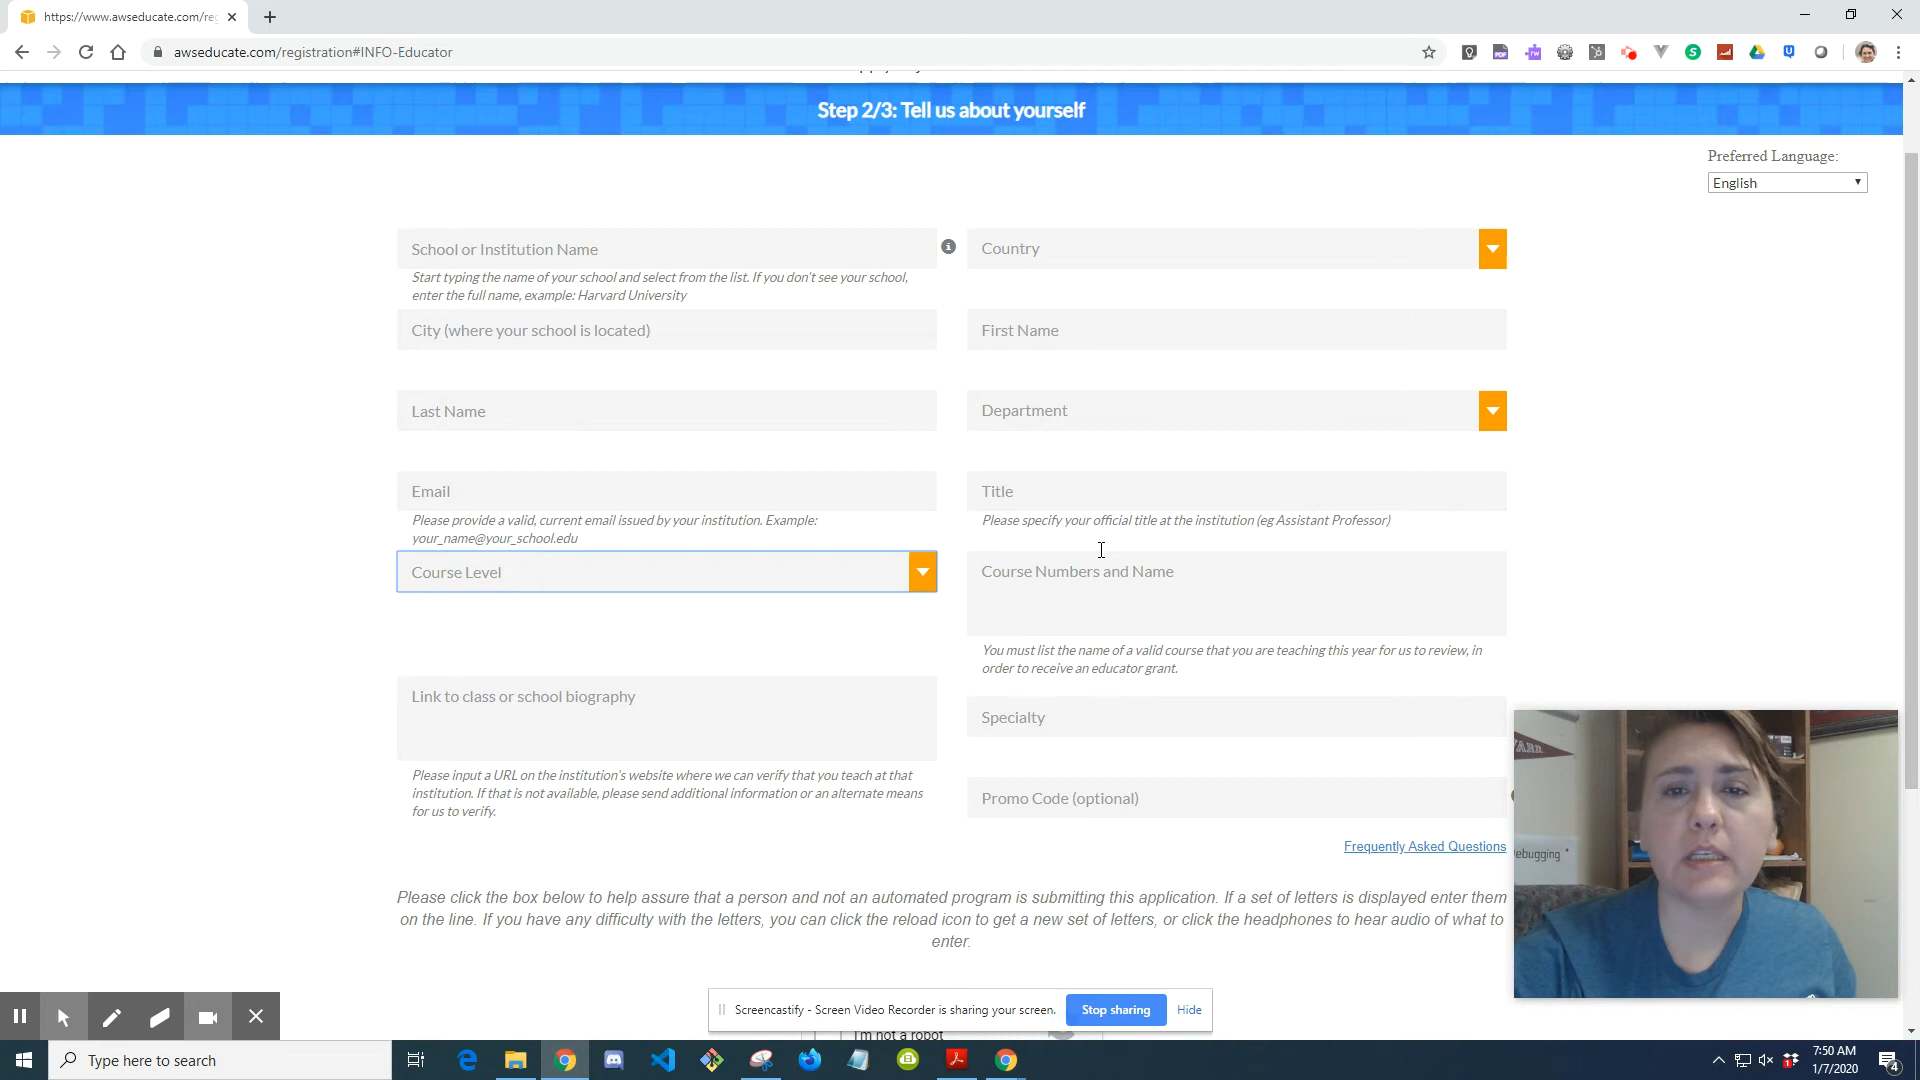 https://www.awseducate.com/reg
awseducate.com/registration#INFO-Educator
Step 2/3: Tell us about yourself
Preferred Language:
English
School or Institution Name
Country
Start typing the name of your school and select from the list. If you don't see your school,
enter the full name, example: Harvard University
City (where your school is located)
First Name
Last Name
Department
Email
Title
Please provide a valid, current email issued by your institution. Example:
your_name@your_school.edu
Please specify your official title at the institution (eg Assistant Professor)
Course Level
Course Numbers and Name
You must list the name of a valid course that you are teaching this year for us to review, in
order to receive an educator grant.
Link to class or school biography
Specialty
Please input a URL on the institution's website where we can verify that you teach at that
institution. If that is not available, please send additional information or an alternate means
for us to verify.
Promo Code (optional)
Frequently Asked Questions
Please click the box below to help assure that a person and not an automated program is submitting this application. If a set of letters is displayed enter them
on the line. If you have any difficulty with the letters, you can click the reload icon to get a new set of letters, or click the headphones to hear audio of what to
enter.
Screencastify - Screen Video Recorder is sharing your screen.
Stop sharing
Hide
I'm not a robot
Type here to search
7:50 AM
1/7/2020
4